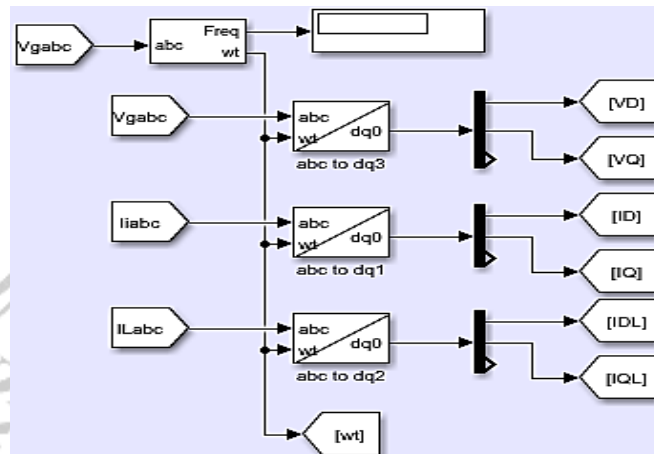 Vgabc
abc
Freq
wt
Vgabc
abc
wt
dq0
abc to dq3
[VD]
[VQ]
Iiabc
abc
wt
dq0
abc to dq1
[ID]
[IQ]
ILabc
abc
wt
dq0
abc to dq2
[IDL]
[IQL]
[wt]